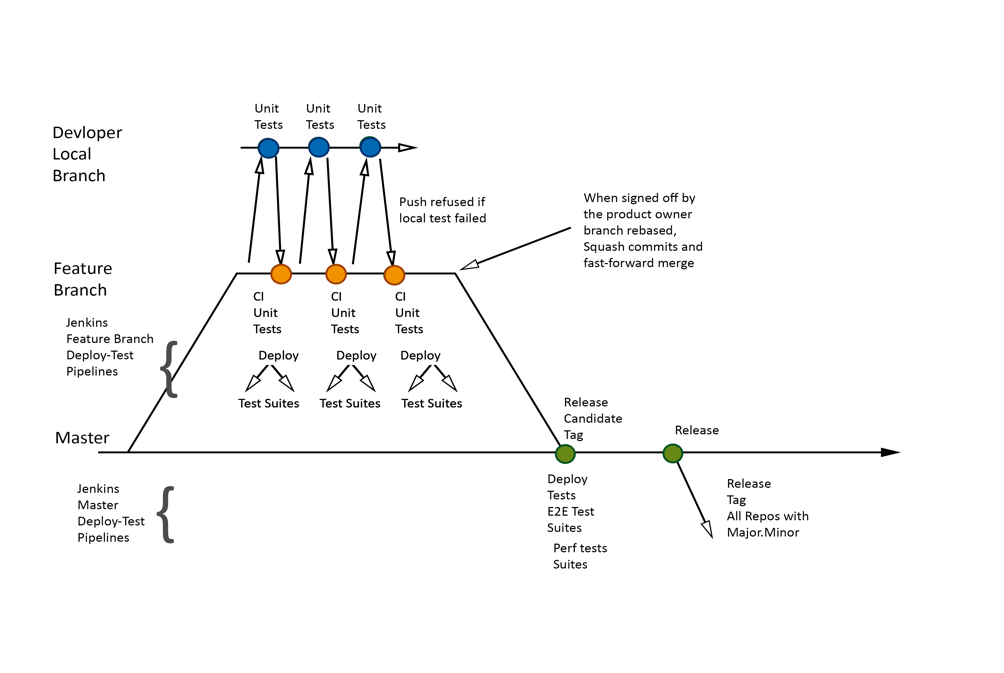 Unit
Tests
Unit
Tests
Unit
Tests
Devloper
Local
Branch
Push refused if
local test failed
When signed off by
the product owner
branch rebased,
Squash commits and
fast-forward merge
Feature
Branch
CI
Unit
Tests
CI
Unit
Tests
CI
Unit
Tests
Jenkins
Feature Branch
Deploy-Test
Pipelines
{
Deploy
Deploy
Deploy
Test Suites
Test Suites
Test Suites
Release
Candidate
Tag
Release
Master
Jenkins
Master
Deploy-Test
Pipelines
{
Deploy
Tests
E2E Test
Suites
Perf tests
Suites
Release
Tag
All Repos with
Major.Minor